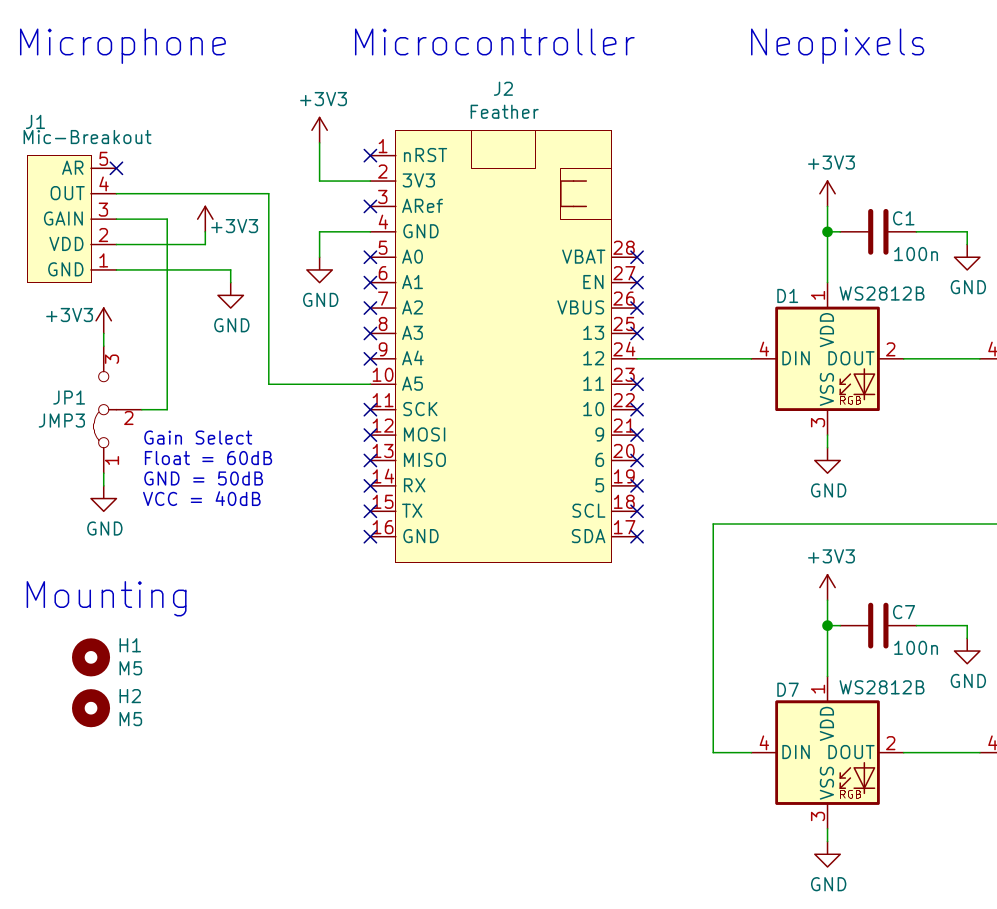 Microphone
J1
Mic-Breakout
AR 5
OUT 4
GAIN 3
VDD 2
GND 1
+3V3
GND
+3V3
3
JP1
JMP3
2
1
GND
Gain Select
Float = 60dB
GND = 50dB
VCC = 40dB
Mounting
H1
M5
H2
M5
Microcontroller
J2
Feather
+3V3
GND
1 nRST
2 3V3
3 ARef
4 GND
5 A0
6 A1
7 A2
8 A3
9 A4
10 A5
11 SCK
12 MOSI
13 MISO
14 RX
15 TX
16 GND
VBAT 28
EN 27
VBUS 26
13 25
12 24
11 23
10 22
9 21
6 20
5 19
SCL 18
SDA 17
Neopixels
+3V3
C1
100n
GND
D1
WS2812B
1
VDD
4 DIN DOUT 2
4
VSS
RGB
3
GND
+3V3
C7
100n
GND
D7
WS2812B
1
VDD
4 DIN DOUT 2
4
VSS
RGB
3
GND